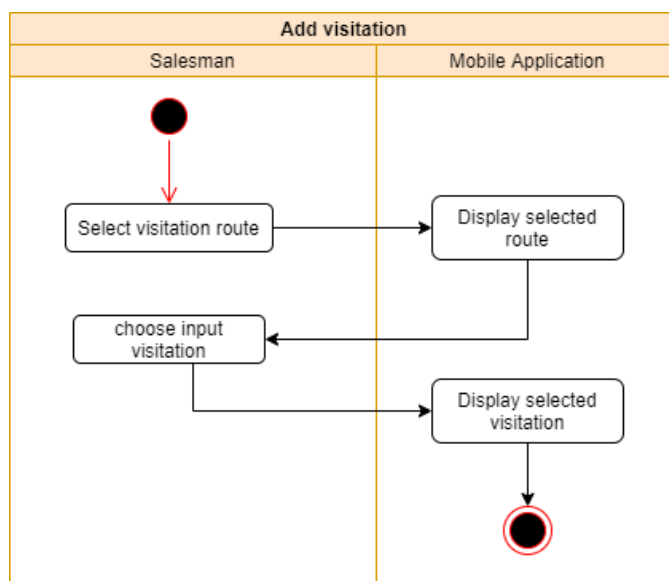 Add visitation
Salesman
Mobile Application
Select visitation route
Display selected
route
choose input
visitation
Display selected
visitation